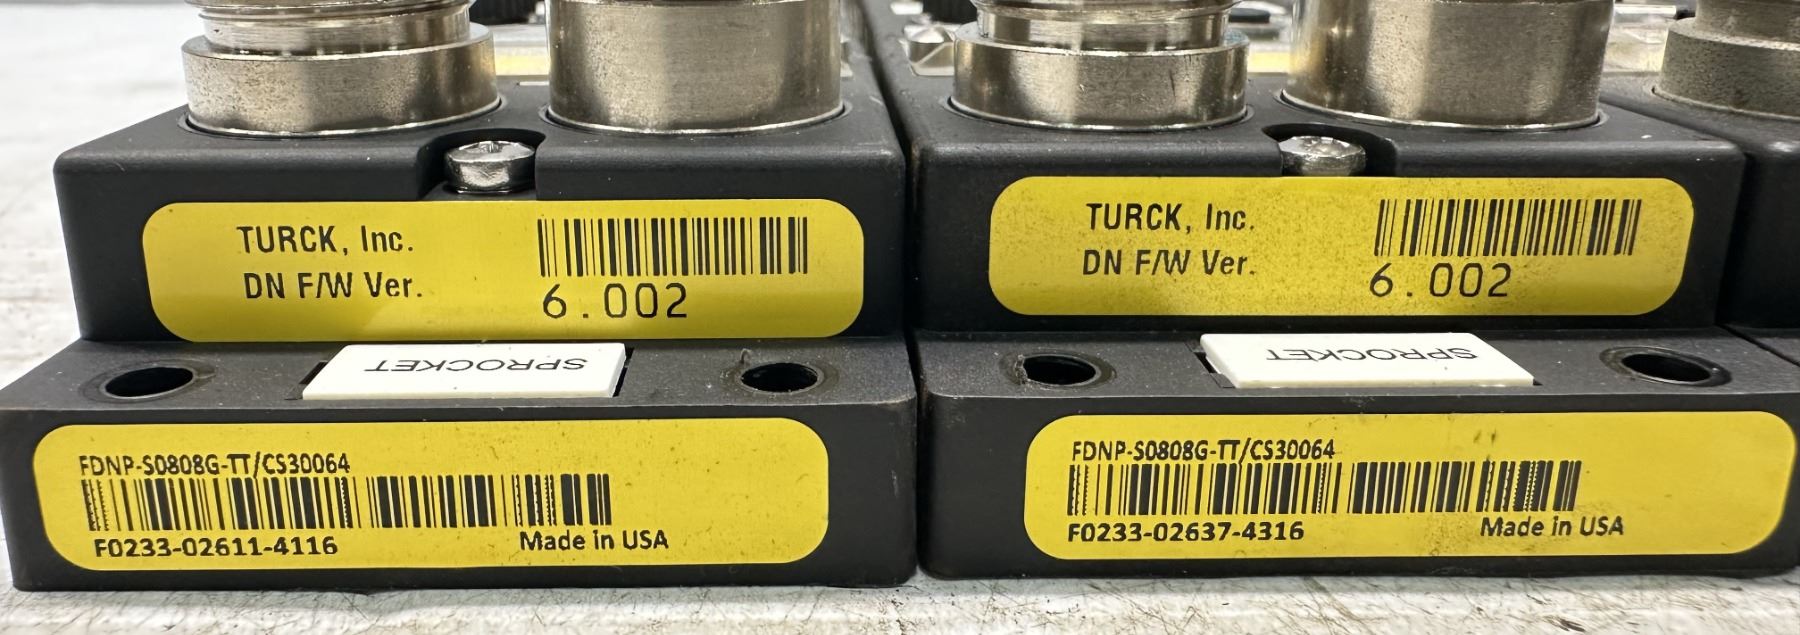 TURCK, Inc.
DN F/W Ver.
6.002
SPROCKET
FDNP-S0808G-TT/CS30064
F0233-02611-4116
Made in USA
TURCK, Inc.
DN F/W Ver.
6.002
SPROCKET
FDNP-S0808G-TT/CS30064
F0233-02637-4316
Made in USA